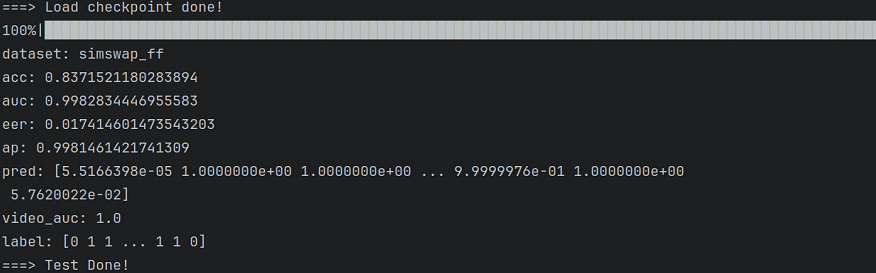 ===> Load checkpoint done!
100%|
dataset: simswap_ff
acc: 0.8371521180283894
auc: 0.9982834446955583
eer: 0.017414601473543203
ap: 0.9981461421741309
pred: [5.5166398e-05 1.0000000e+00 1.0000000e+00 ... 9.9999976e-01 1.0000000e+00
5.7620022e-02]
video_auc: 1.0
label: [0 1 1 ... 1 1 0]
===> Test Done!